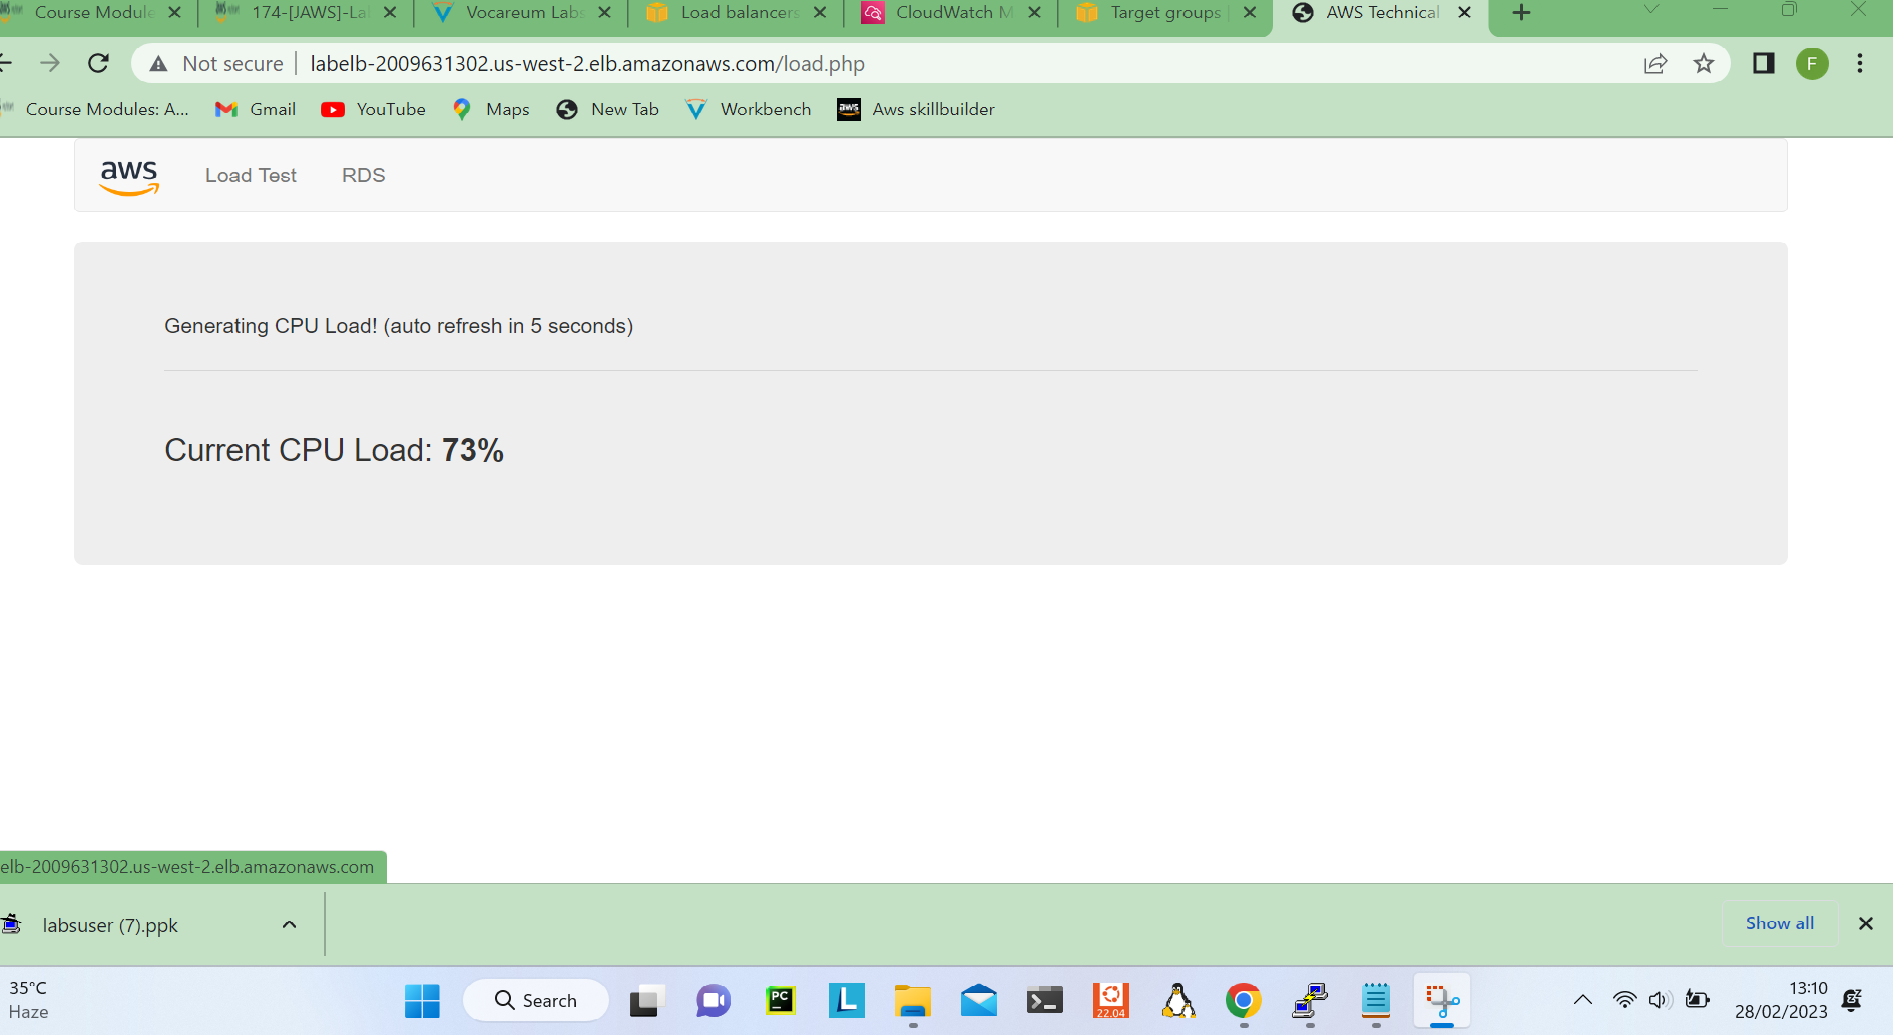 Course Module
174-[JAWS]-La
Vocareum Labs
Load balancers
CloudWatch M
Target groups
AWS Technical
Not secure
labelb-2009631302.us-west-2.elb.amazonaws.com/load.php
F
Course Modules: A...
Gmail
YouTube
Maps
New Tab
aws
Workbench
Aws skillbuilder
aws
Load Test
RDS
Generating CPU Load! (auto refresh in 5 seconds)
Current CPU Load: 73%
elb-2009631302.us-west-2.elb.amazonaws.com
labsuser (7).ppk
Show all
35°C
Haze
Search
PC
L
22.04
13:10
28/02/2023